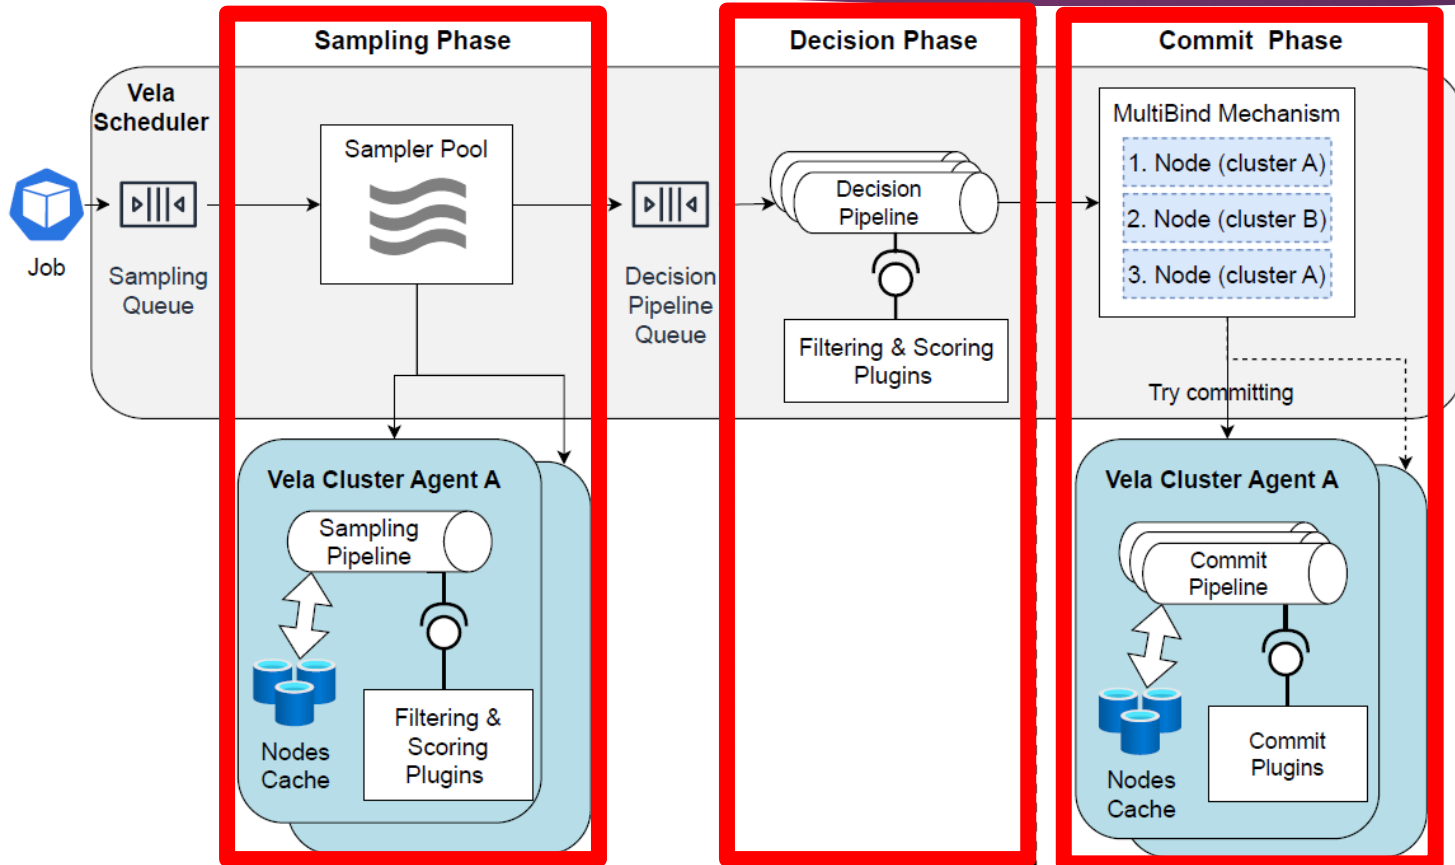 Sampling Phase
Decision Phase
Commit Phase
Vela
Scheduler
Job
Sampling
Queue
Sampler Pool
Decision
Pipeline
Queue
Decision
Pipeline
Filtering & Scoring
Plugins
MultiBind Mechanism
1. Node (cluster A)
2. Node (cluster B)
3. Node (cluster A)
Try committing
Vela Cluster Agent A
Sampling
Pipeline
Nodes
Cache
Filtering &
Scoring
Plugins
Vela Cluster Agent A
Commit
Pipeline
Nodes
Cache
Commit
Plugins